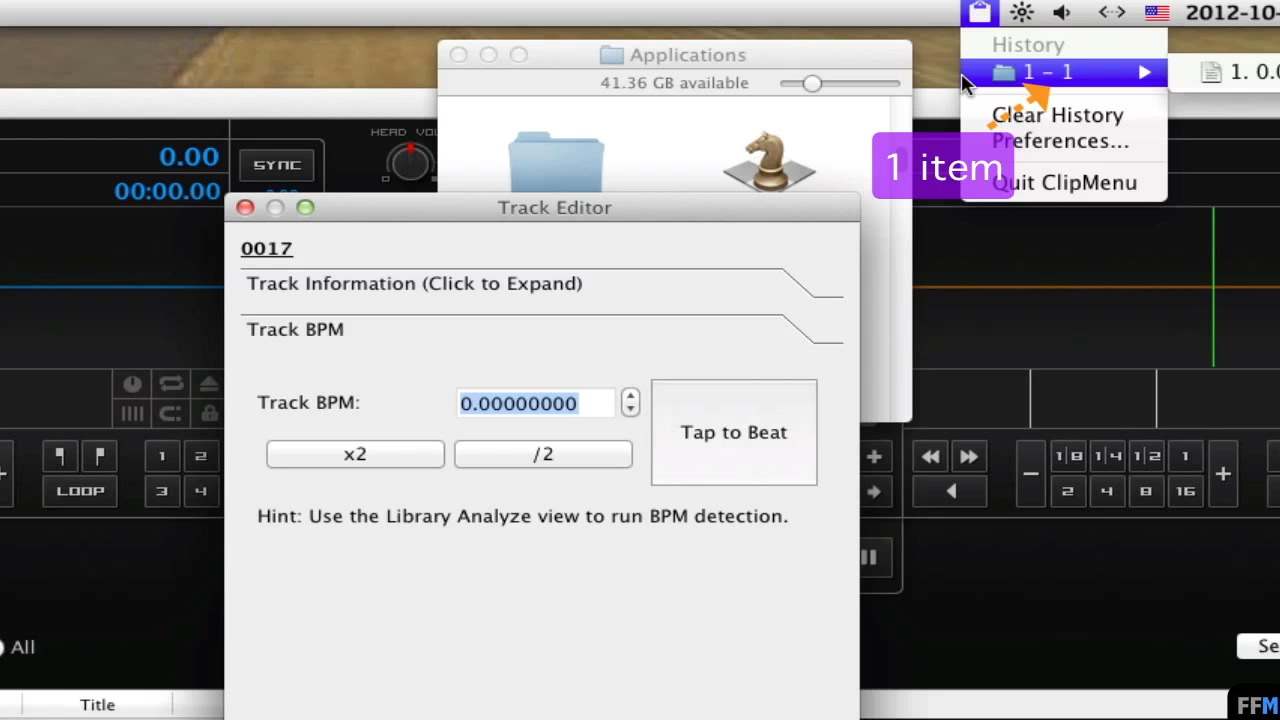 2012-10-
History
Applications
1 - 1
1. 0.0
41.36 GB available
Clear History
HEAD VOL
Preferences...
0.00
SYNC
1 item
Quit ClipMenu
00:00.00
Track Editor
0017
Track Information (Click to Expand)
Track BPM
Track BPM:
0.00000000
Tap to Beat
x2
/2
1 2
1|8 1|4 1|2 1
LOOP
3 4
2 4 8 16
Hint: Use the Library Analyze view to run BPM detection.
All
Se
Title
FFM